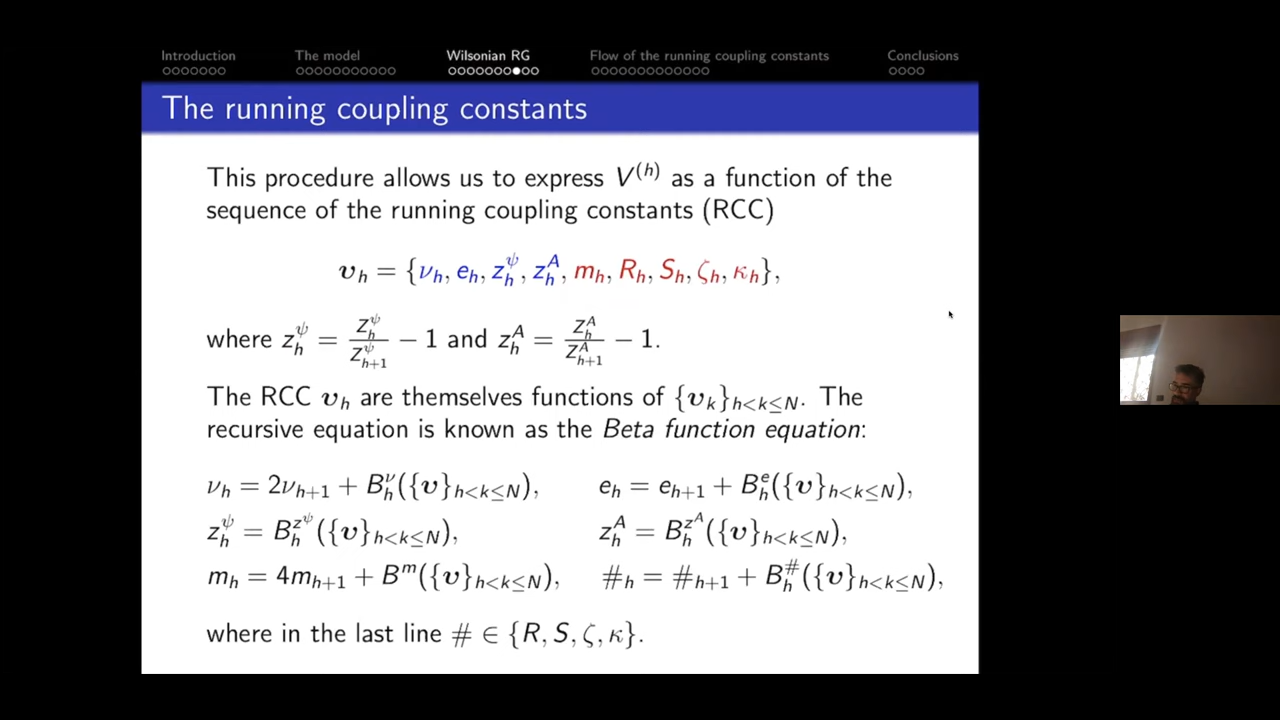 Introduction The model Wilsonian RG Flow of the running coupling constants Conclusions
The running coupling constants
This procedure allows us to express V^(h) as a function of the
sequence of the running coupling constants (RCC)
𝝊_h = {ν_h, e_h, z_h^ψ, z_h^A, m_h, R_h, S_h, ζ_h, κ_h},
where z_h^ψ = Z_h^ψ / Z_{h+1}^ψ − 1 and z_h^A = Z_h^A / Z_{h+1}^A − 1.
The RCC 𝝊_h are themselves functions of {𝝊_k}_{h<k≤N}. The
recursive equation is known as the Beta function equation:
ν_h = 2ν_{h+1} + B_h^ν({𝝊}_{h<k≤N}), e_h = e_{h+1} + B_h^e({𝝊}_{h<k≤N}),
z_h^ψ = B_h^{z^ψ}({𝝊}_{h<k≤N}), z_h^A = B_h^{z^A}({𝝊}_{h<k≤N}),
m_h = 4m_{h+1} + B^m({𝝊}_{h<k≤N}), #_h = #_{h+1} + B_h^#({𝝊}_{h<k≤N}),
where in the last line # ∈ {R, S, ζ, κ}.